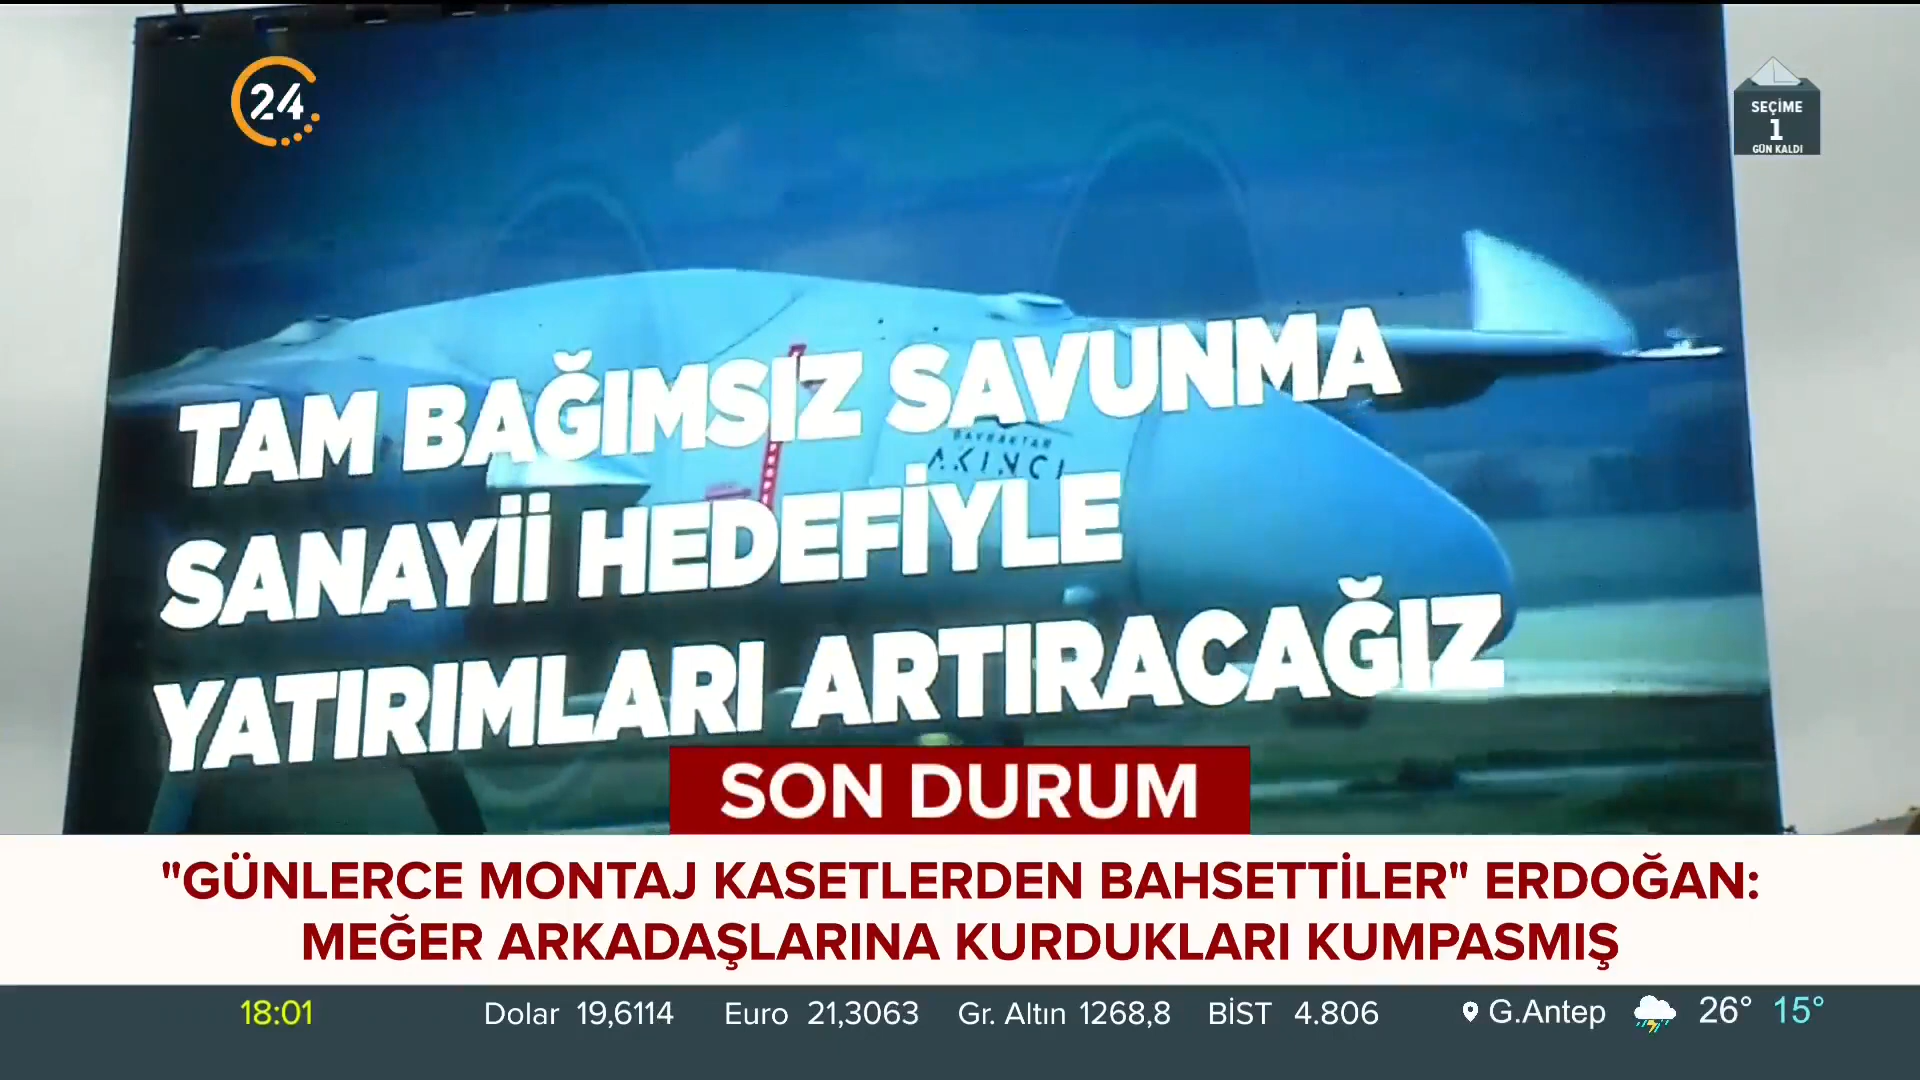 24
SEÇİME
1
GÜN KALDI
TAM BAĞIMSIZ SAVUNMA
BAYRAKTAR
AKINCI
SANAYİİ HEDEFİYLE
YATIRIMLARI ARTIRACAĞIZ
SON DURUM
"GÜNLERCE MONTAJ KASETLERDEN BAHSETTİLER" ERDOĞAN:
MEĞER ARKADAŞLARINA KURDUKLARI KUMPASMIŞ
18:01 Dolar 19,6114 Euro 21,3063 Gr. Altın 1268,8 BİST 4.806 G.Antep 26° 15°